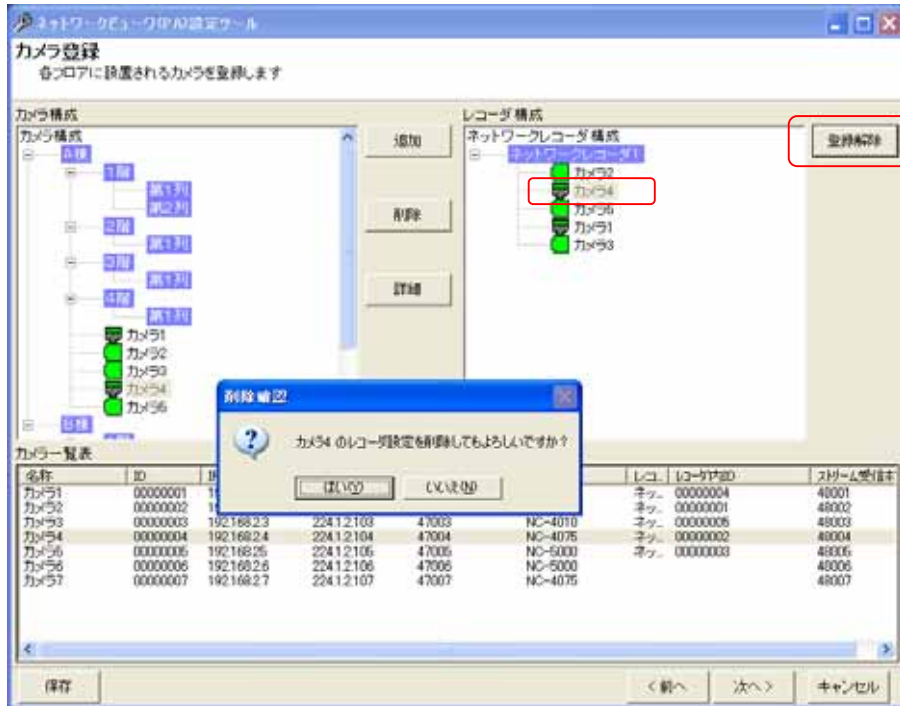 ネットワークビューワ(PA)設定ツール
カメラ登録
各フロアに設置されるカメラを登録します
カメラ構成
カメラ構成
A棟
1階
第1列
第2列
2階
第1列
3階
第1列
4階
第1列
カメラ1
カメラ2
カメラ3
カメラ4
カメラ6
B棟
追加
削除
詳細
レコーダ構成
ネットワークレコーダ構成
ネットワークレコーダ1
カメラ2
カメラ4
カメラ1
カメラ3
登録解除
削除確認
カメラ4 のレコーダ設定を削除してもよろしいですか?
はい(Y) いいえ(N)
カメラ一覧表
名称 ID レコ.. レコーダ内ID
カメラ1 00000001 ネッ... 00000004 48001
カメラ2 00000002 ネッ... 00000001 48002
カメラ3 00000003 192.168.2.3 224.1.2.103 47003 NC-4010 ネッ... 48003
カメラ4 00000004 192.168.2.4 224.1.2.104 47004 NC-4075 ネッ... 00000002 48004
00000005 192.168.2.5 224.1.2.105 47005 NC-5000 ネッ... 00000003 48005
カメラ6 00000006 192.168.2.6 224.1.2.106 47006 NC-5000 48006
カメラ7 00000007 192.168.2.7 224.1.2.107 47007 NC-4075 48007
保存 < 前へ 次へ > キャンセル